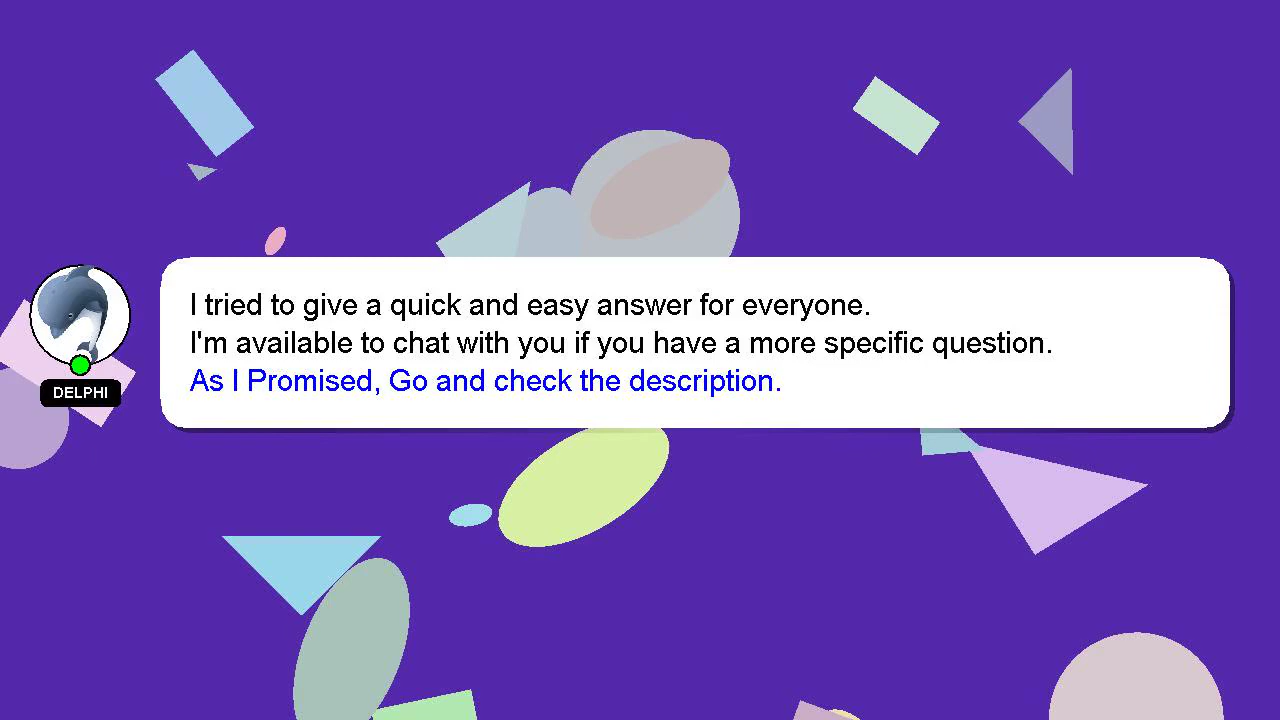 I tried to give a quick and easy answer for everyone.
I'm available to chat with you if you have a more specific question.
As I Promised, Go and check the description.
DELPHI